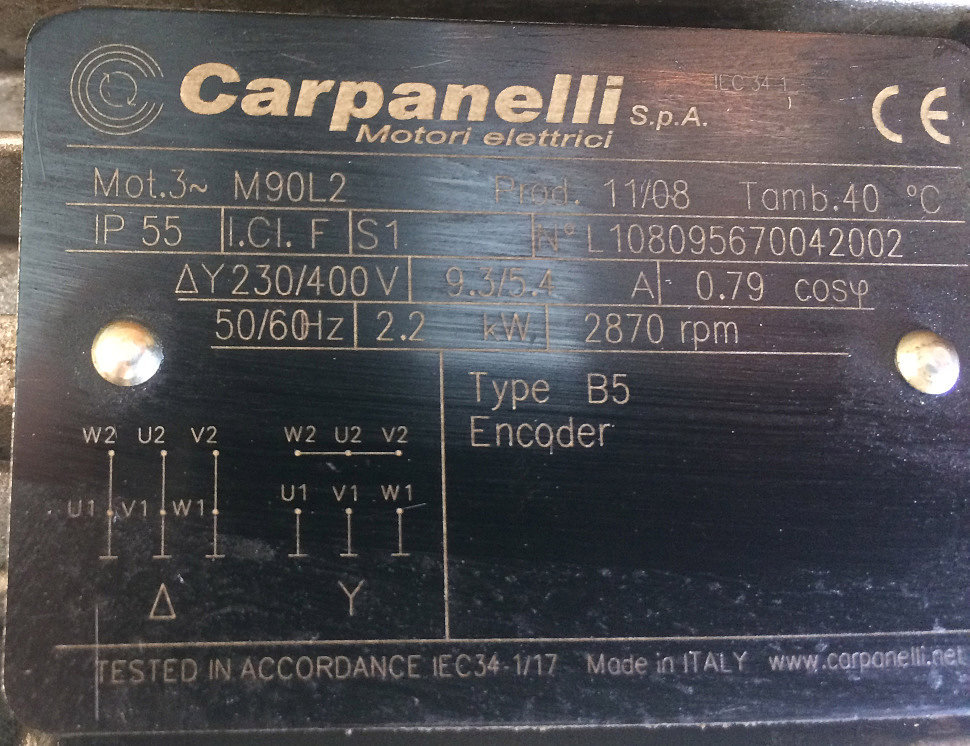 Carpanelli S.p.A. IEC 34-1 CE
Motori elettrici
Mot.3~ M90L2 Prod. 11/08 Tamb.40 °C
IP 55 I.Cl. F S1 N° L108095670042002
ΔY 230/400 V 9.3/5.4 A 0.79 cosφ
50/60Hz 2.2 kW. 2870 rpm
Type B5
Encoder
W2 U2 V2 W2 U2 V2
U1 V1 W1 U1 V1 W1
Δ Y
TESTED IN ACCORDANCE IEC34-1/17 Made in ITALY www.carpanelli.net